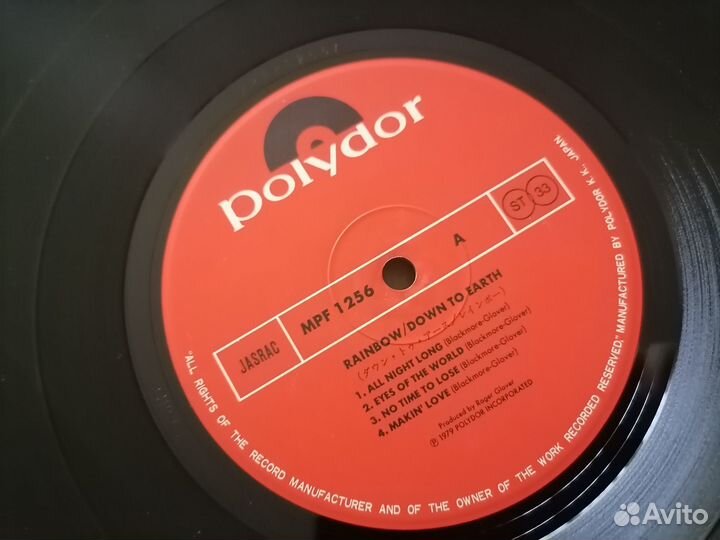 polydor
JASRAC
MPF 1256
A
ST 33
RAINBOW/DOWN TO EARTH
(ダウン・トゥ・アース/レインボー)
1. ALL NIGHT LONG (Blackmore-Glover)
2. EYES OF THE WORLD (Blackmore-Glover)
3. NO TIME TO LOSE (Blackmore-Glover)
4. MAKIN' LOVE (Blackmore-Glover)
Produced by Roger Glover
Ⓟ 1979 POLYDOR INCORPORATED
"ALL RIGHTS OF THE RECORD MANUFACTURER AND OF THE OWNER OF THE WORK RECORDED RESERVED," MANUFACTURED BY POLYDOR K. K., JAPAN
Avito